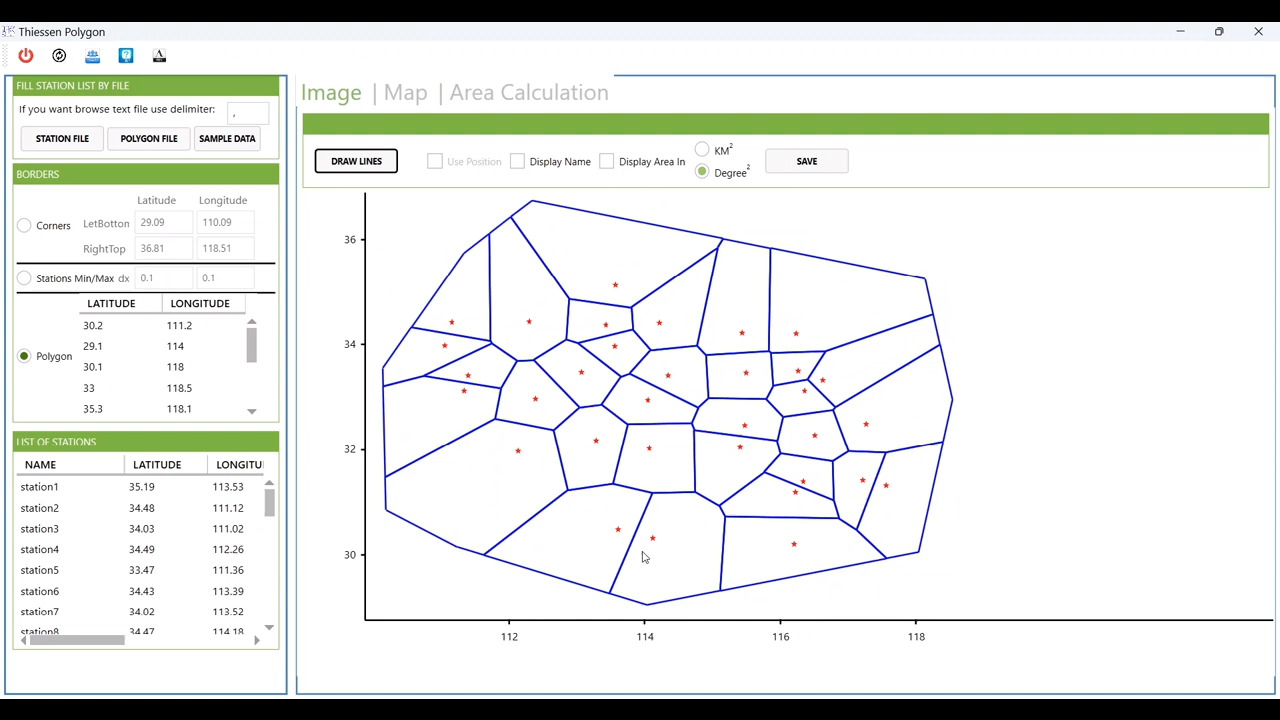 Thiessen Polygon
FILL STATION LIST BY FILE
If you want browse text file use delimiter: ,
STATION FILE POLYGON FILE SAMPLE DATA
BORDERS
Latitude Longitude
Corners LetBotton 29.09 110.09
RightTop 36.81 118.51
Stations Min/Max dx 0.1 0.1
LATITUDE LONGITUDE
30.2 111.2
29.1 114
30.1 118
Polygon
33 118.5
35.3 118.1
LIST OF STATIONS
NAME LATITUDE LONGITU
station1 35.19 113.53
station2 34.48 111.12
station3 34.03 111.02
station4 34.49 112.26
station5 33.47 111.36
station6 34.43 113.39
station7 34.02 113.52
station8 34.47 114.18
Image | Map | Area Calculation
DRAW LINES Use Position Display Name Display Area In KM² Degree² SAVE
36
34
32
30
112 114 116 118